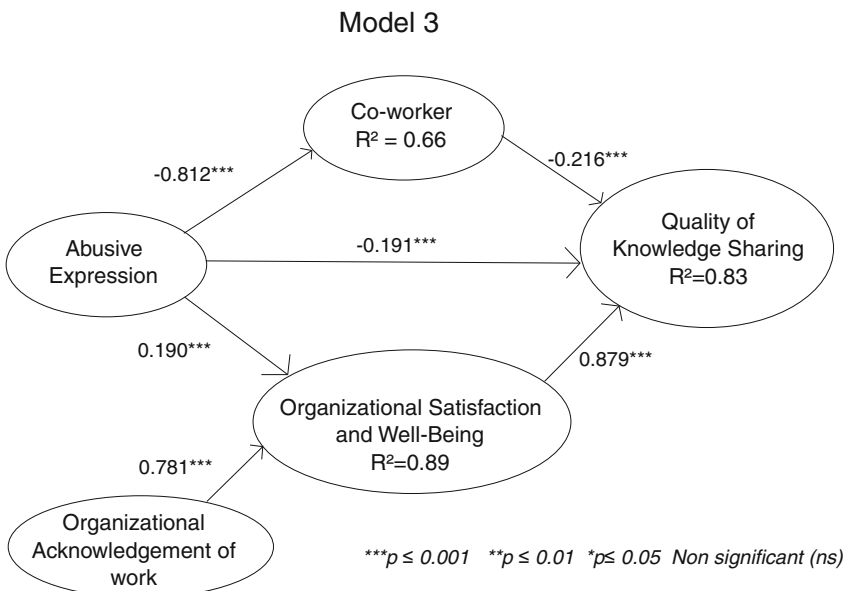 Model 3
Co-worker
R² = 0.66
-0.812***
-0.216***
Abusive
Expression
-0.191***
Quality of
Knowledge Sharing
R²=0.83
0.190***
0.879***
Organizational Satisfaction
and Well-Being
R²=0.89
0.781***
Organizational
Acknowledgement of
work
***p ≤ 0.001 **p ≤ 0.01 *p≤ 0.05 Non significant (ns)